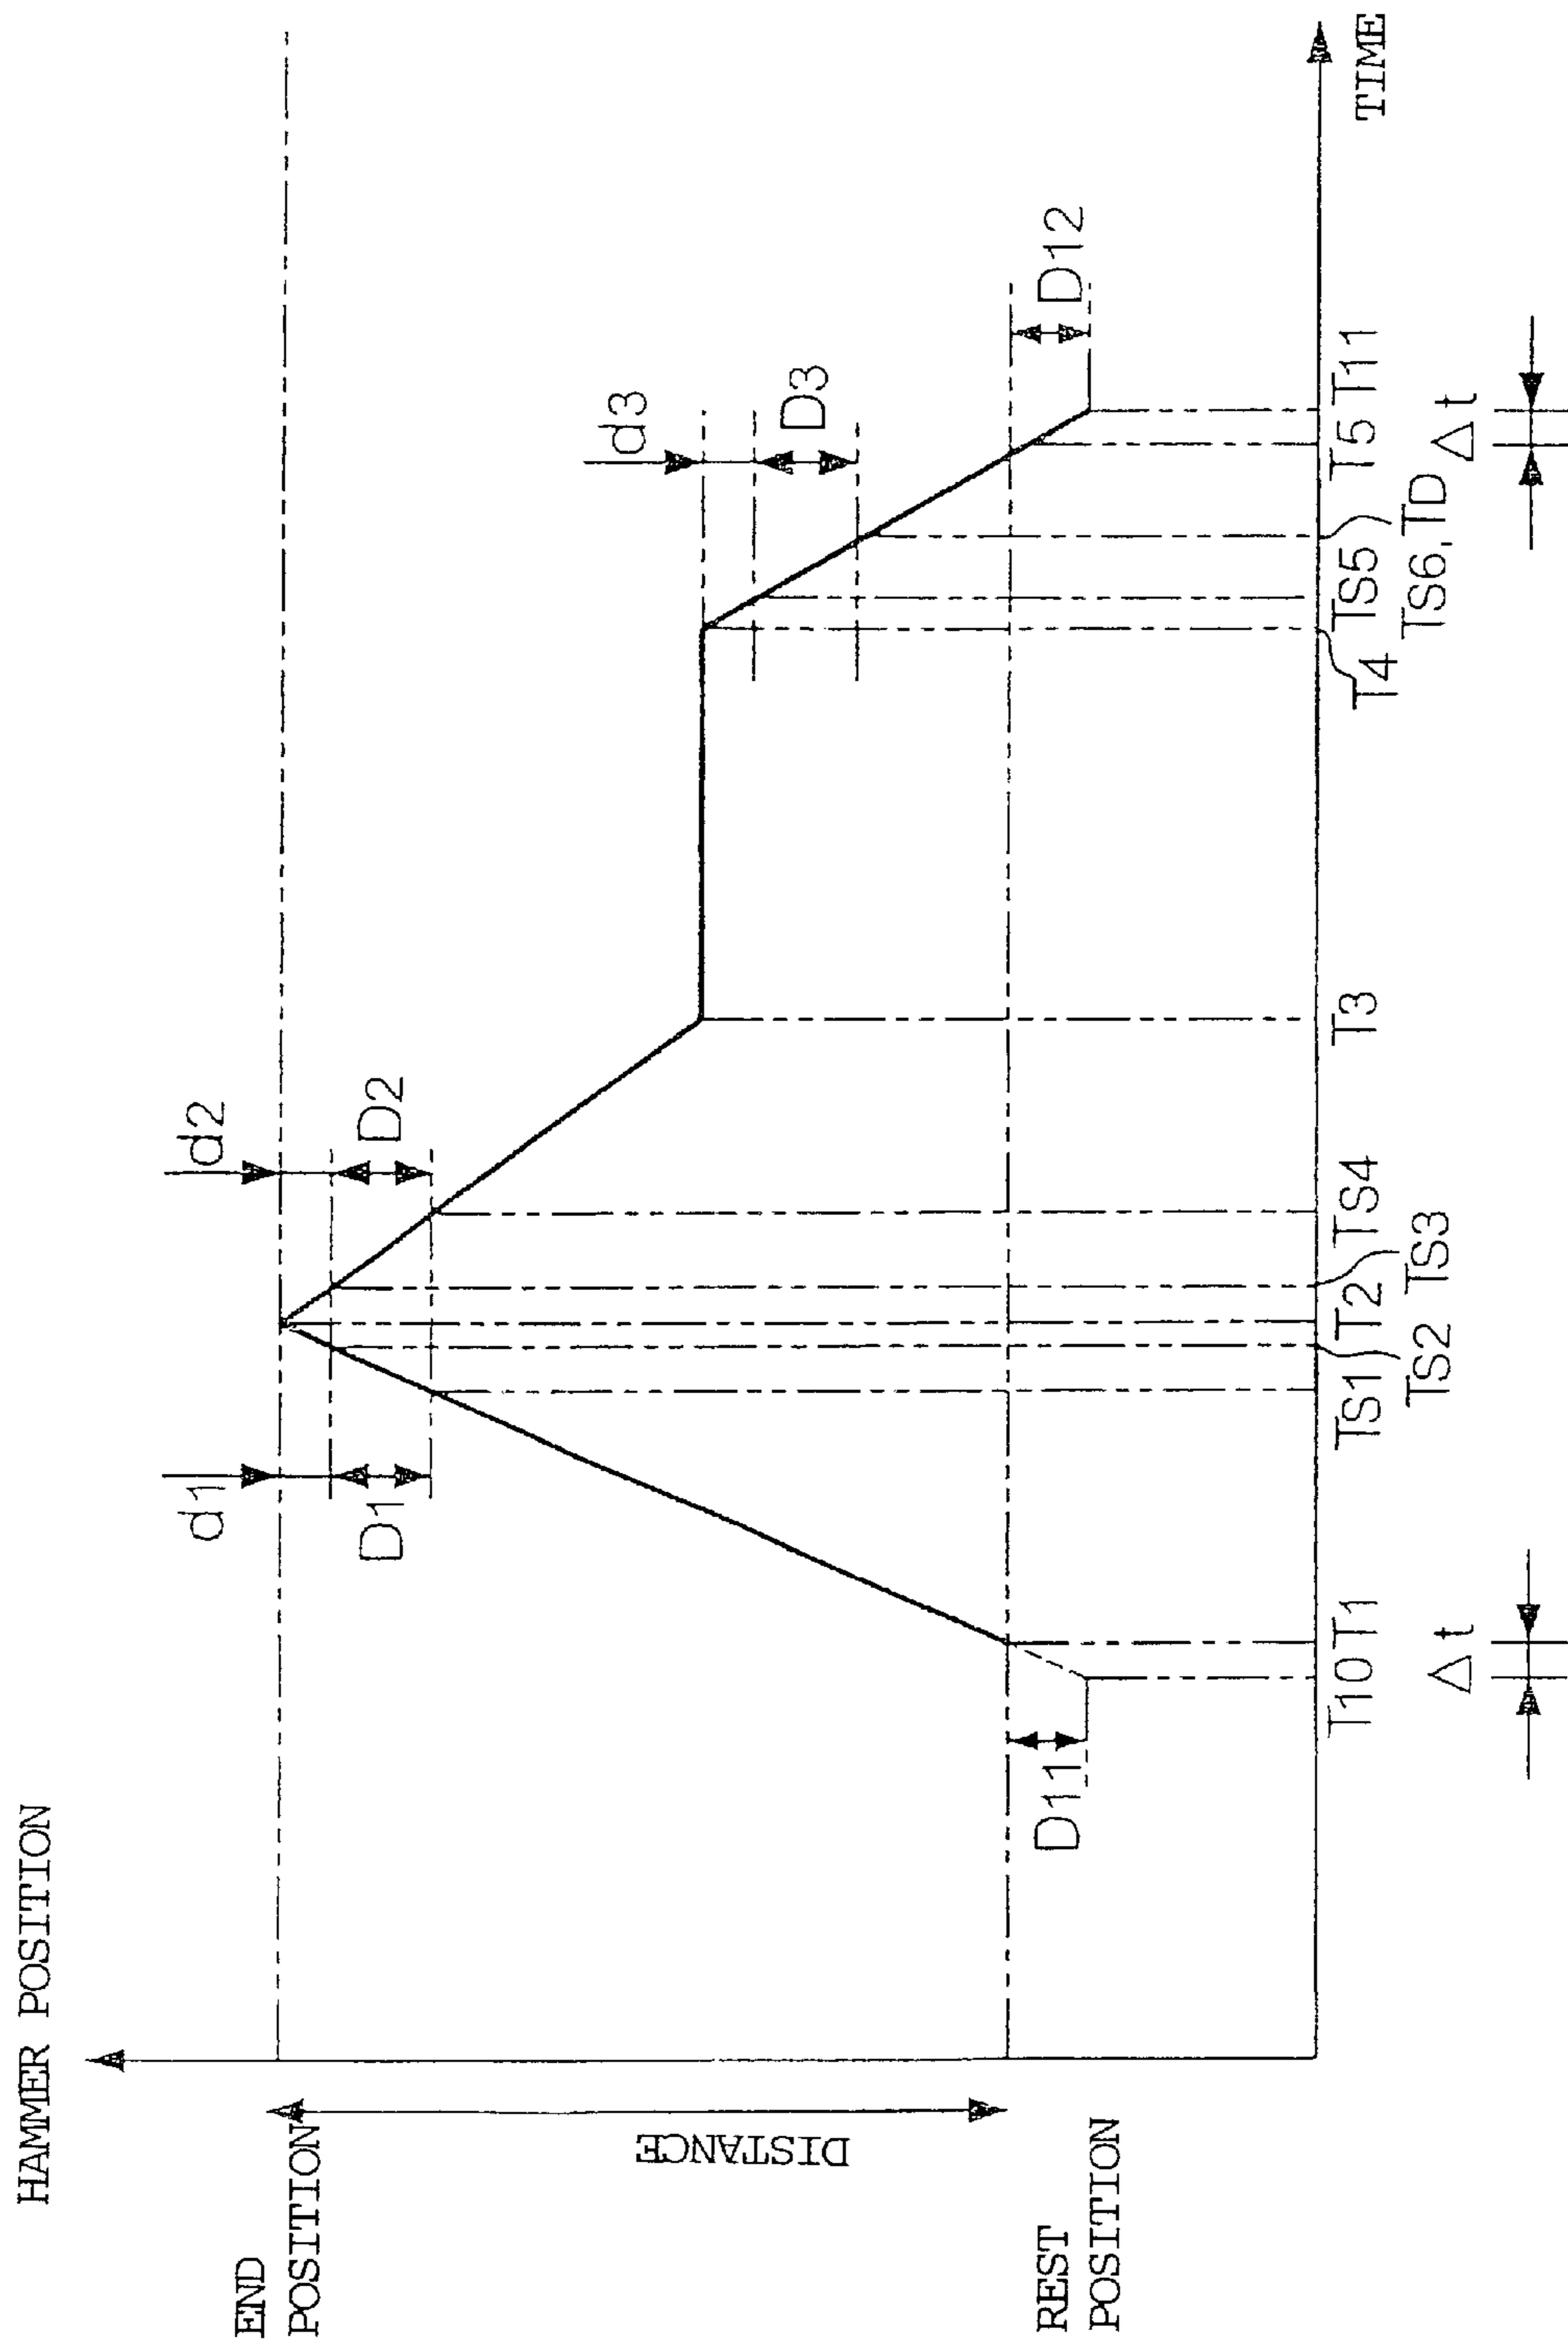 HAMMER POSITION
END
POSITION
DISTANCE
REST
POSITION
d1
D1
d2
D2
d3
D3
D11
D12
T10
T1
TS1
TS2
T2
TS3
TS4
T3
T4
TS5
TS6, TD
T5
T11
TIME
Δt
Δt